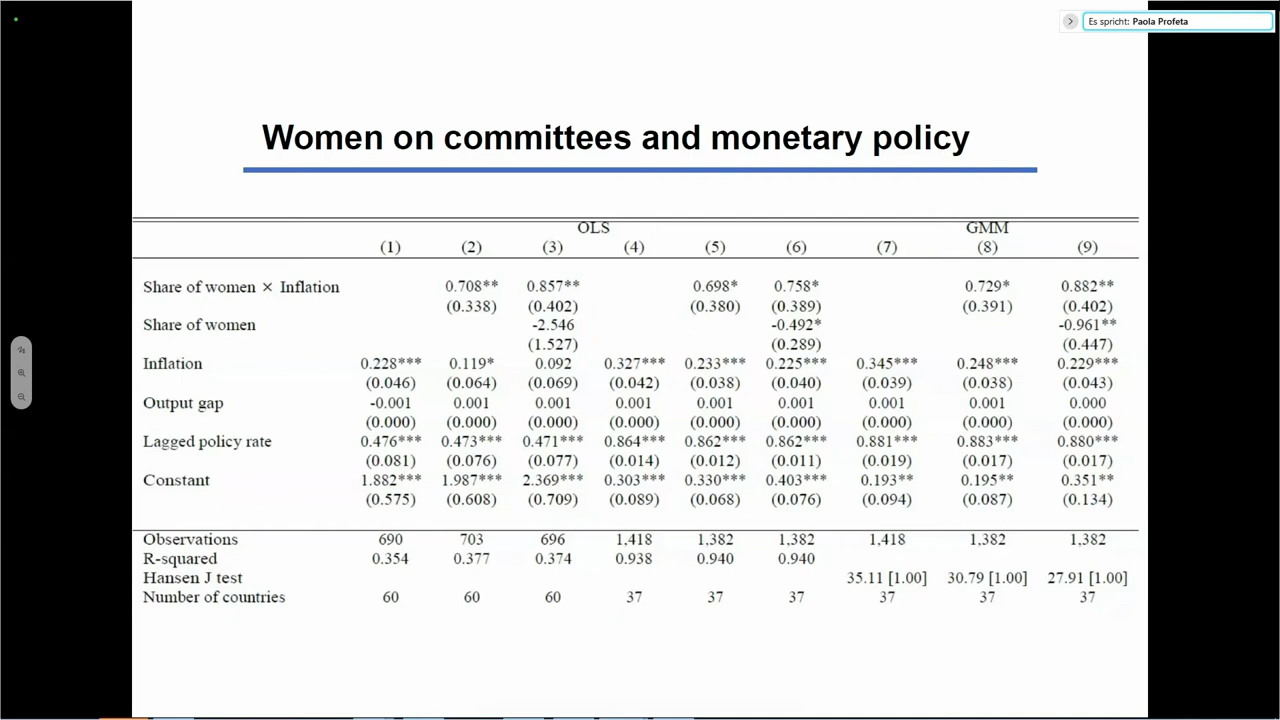 Es spricht: Paola Profeta
Women on committees and monetary policy
OLS GMM
(1) (2) (3) (4) (5) (6) (7) (8) (9)
Share of women × Inflation 0.708** 0.857** 0.698* 0.758* 0.729* 0.882**
(0.338) (0.402) (0.380) (0.389) (0.391) (0.402)
Share of women -2.546 -0.492* -0.961**
(1.527) (0.289) (0.447)
Inflation 0.228*** 0.119* 0.092 0.327*** 0.233*** 0.225*** 0.345*** 0.248*** 0.229***
(0.046) (0.064) (0.069) (0.042) (0.038) (0.040) (0.039) (0.038) (0.043)
Output gap -0.001 0.001 0.001 0.001 0.001 0.001 0.001 0.001 0.000
(0.000) (0.000) (0.000) (0.000) (0.000) (0.000) (0.000) (0.000) (0.000)
Lagged policy rate 0.476*** 0.473*** 0.471*** 0.864*** 0.862*** 0.862*** 0.881*** 0.883*** 0.880***
(0.081) (0.076) (0.077) (0.014) (0.012) (0.011) (0.019) (0.017) (0.017)
Constant 1.882*** 1.987*** 2.369*** 0.303*** 0.330*** 0.403*** 0.193** 0.195** 0.351**
(0.575) (0.608) (0.709) (0.089) (0.068) (0.076) (0.094) (0.087) (0.134)
Observations 690 703 696 1,418 1,382 1,382 1,418 1,382 1,382
R-squared 0.354 0.377 0.374 0.938 0.940 0.940
Hansen J test 35.11 [1.00] 30.79 [1.00] 27.91 [1.00]
Number of countries 60 60 60 37 37 37 37 37 37